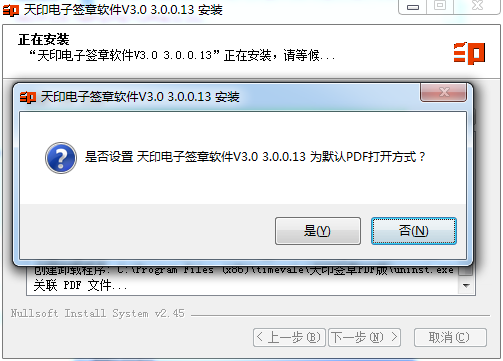 天印电子签章软件V3.0 3.0.0.13 安装
正在安装
“天印电子签章软件V3.0 3.0.0.13”正在安装，请等候...
天印电子签章软件V3.0 3.0.0.13 安装
是否设置 天印电子签章软件V3.0 3.0.0.13 为默认PDF打开方式？
是(Y)
否(N)
创建卸载程序: C:\Program Files (x86)\timevale\天印签章PDF版\uninst.exe
关联 PDF 文件...
Nullsoft Install System v2.45
< 上一步(B)
下一步(N) >
取消(C)